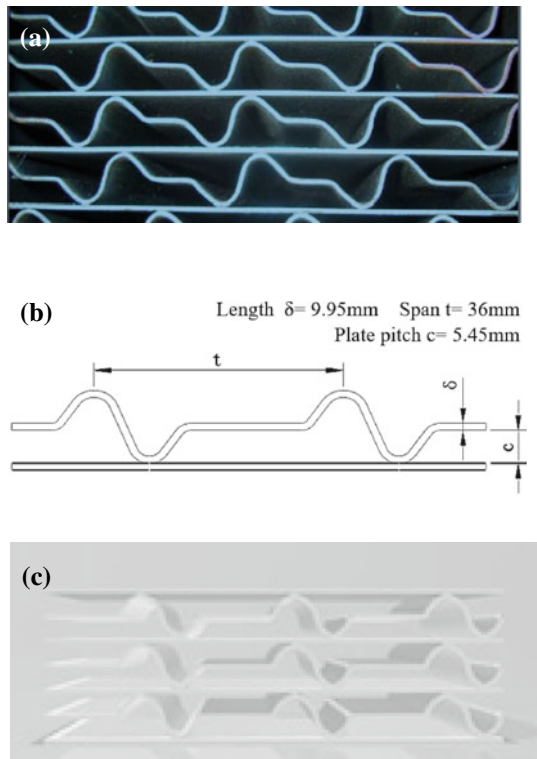 (a)
(b)
Length δ= 9.95mm Span t= 36mm
Plate pitch c= 5.45mm
t
δ
c
(c)